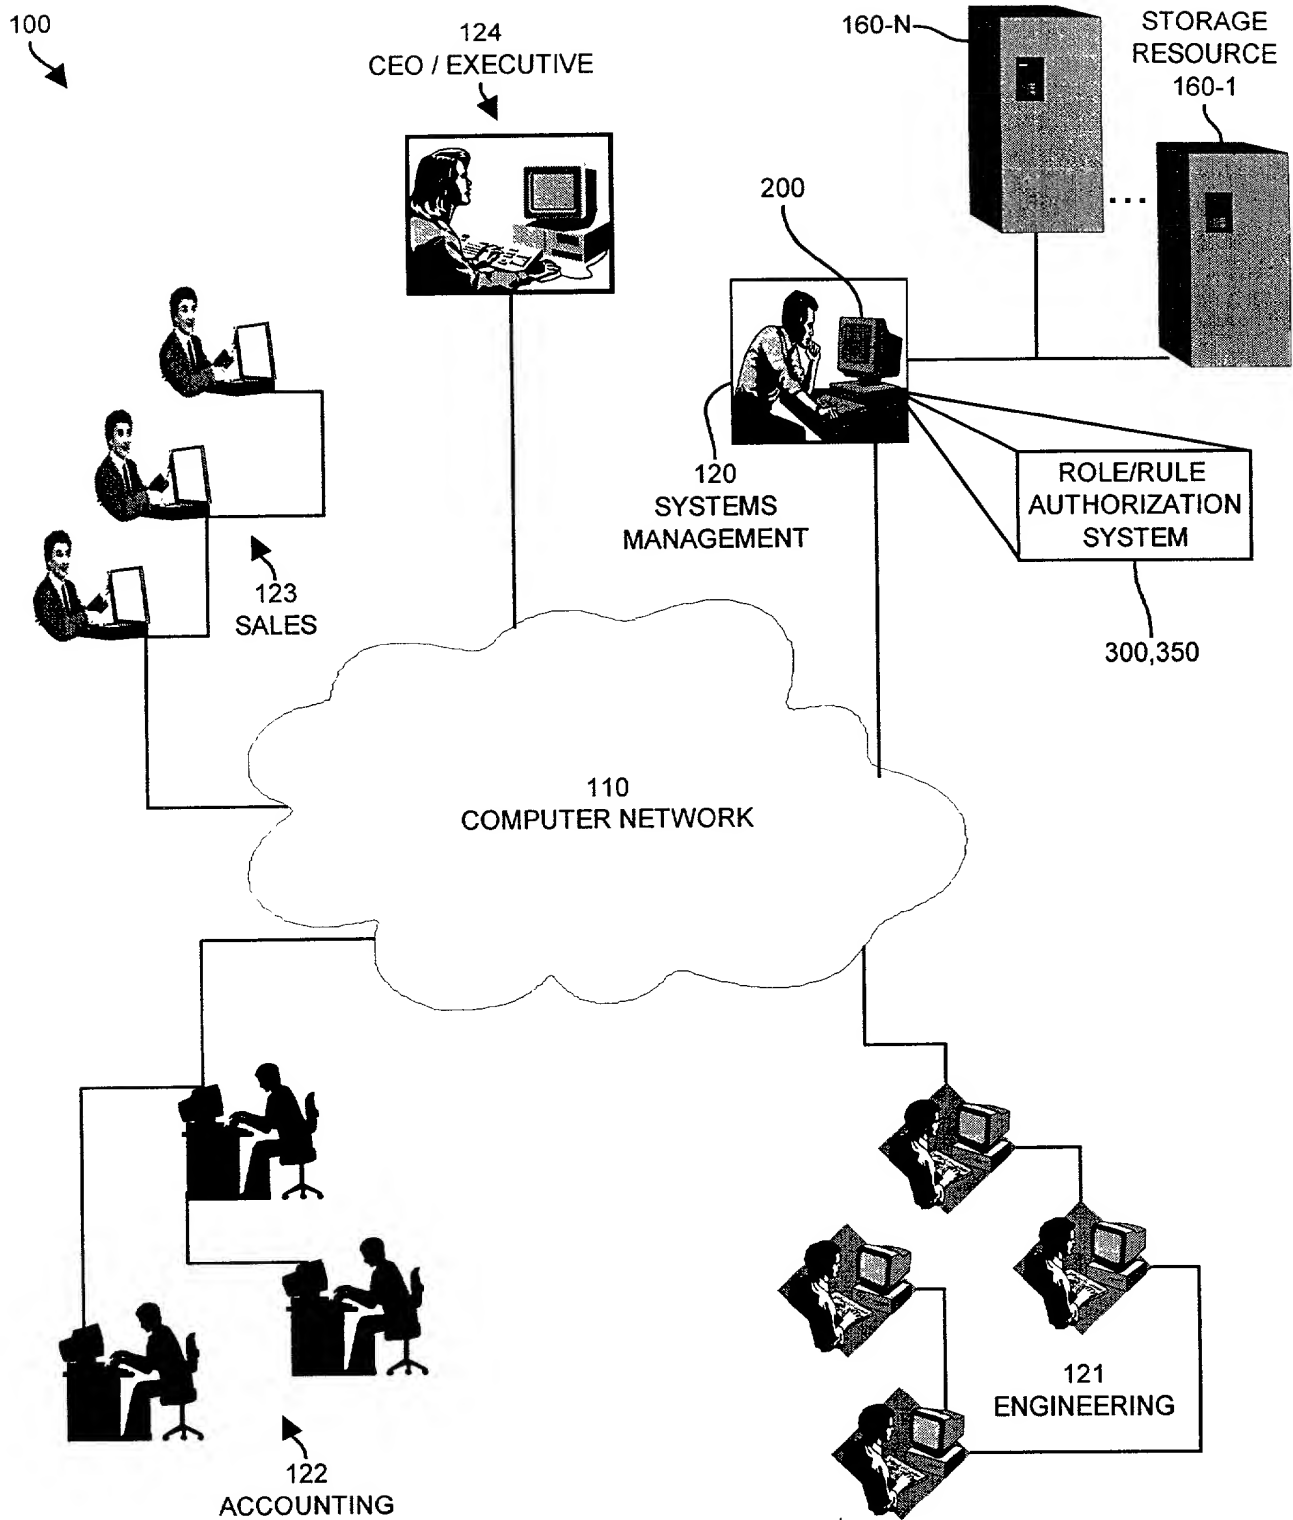 100
124
CEO / EXECUTIVE
160-N
STORAGE
RESOURCE
160-1
200
120
SYSTEMS
MANAGEMENT
ROLE/RULE
AUTHORIZATION
SYSTEM
300,350
123
SALES
110
COMPUTER NETWORK
121
ENGINEERING
122
ACCOUNTING